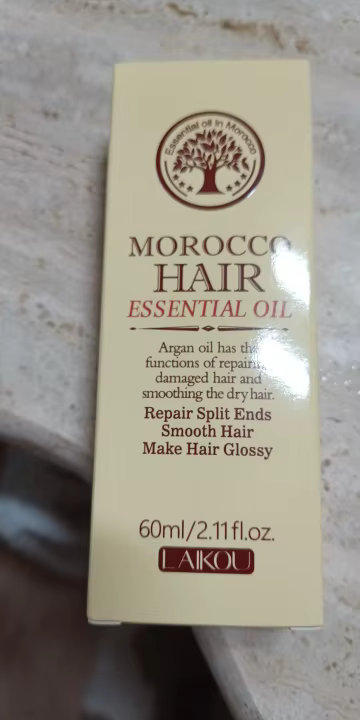 Essential oil in Morocco
MOROCCO
HAIR
ESSENTIAL OIL
Argan oil has the
functions of repairing
damaged hair and
smoothing the dry hair.
Repair Split Ends
Smooth Hair
Make Hair Glossy
60ml/2.11fl.oz.
LAIKOU